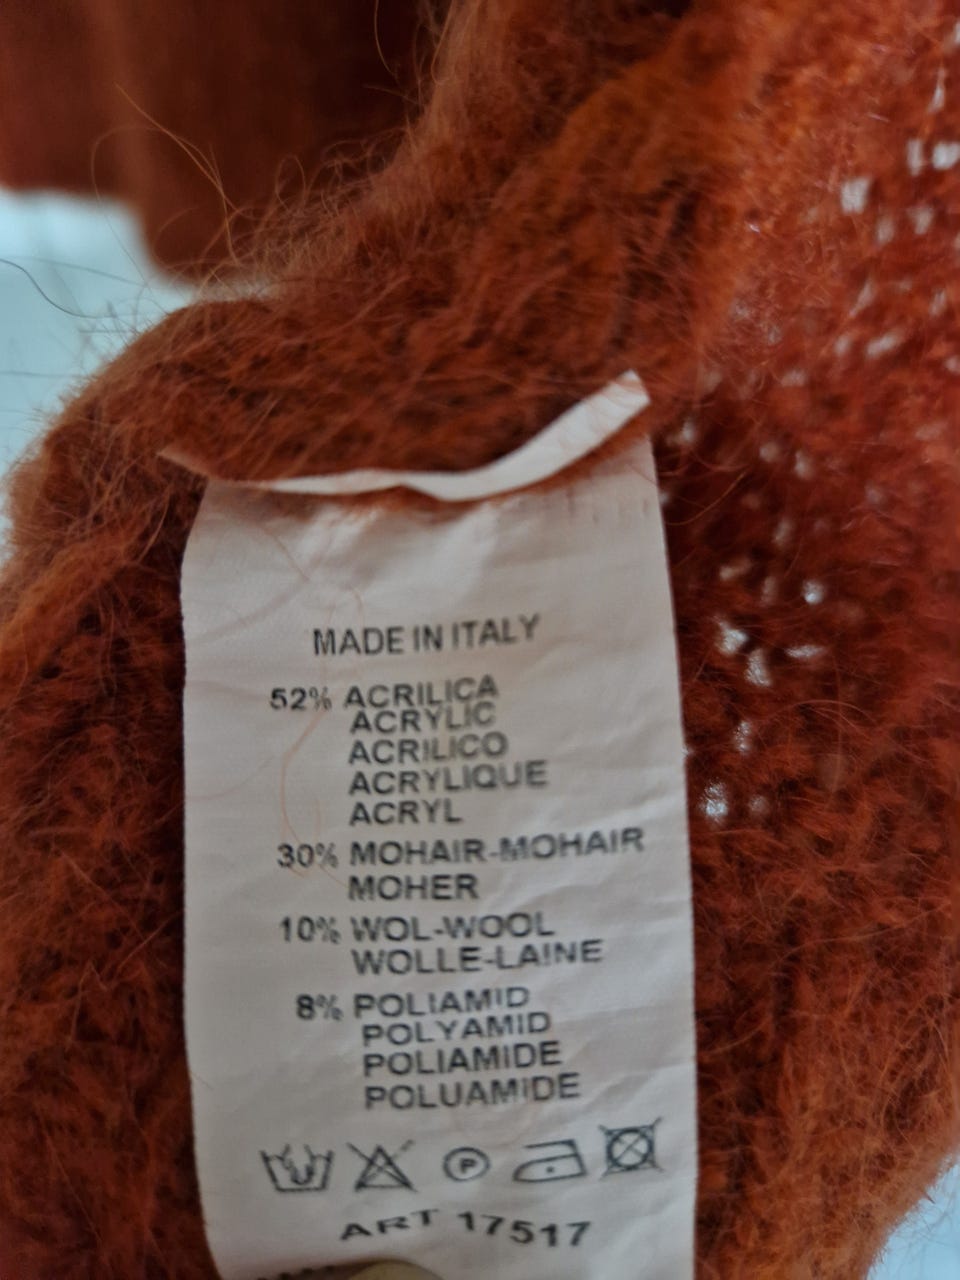 MADE IN ITALY
52% ACRILICA
ACRYLIC
ACRILICO
ACRYLIQUE
ACRYL
30% MOHAIR-MOHAIR
MOHER
10% WOL-WOOL
WOLLE-LAINE
8% POLIAMID
POLYAMID
POLIAMIDE
POLUAMIDE
P
ART 17517